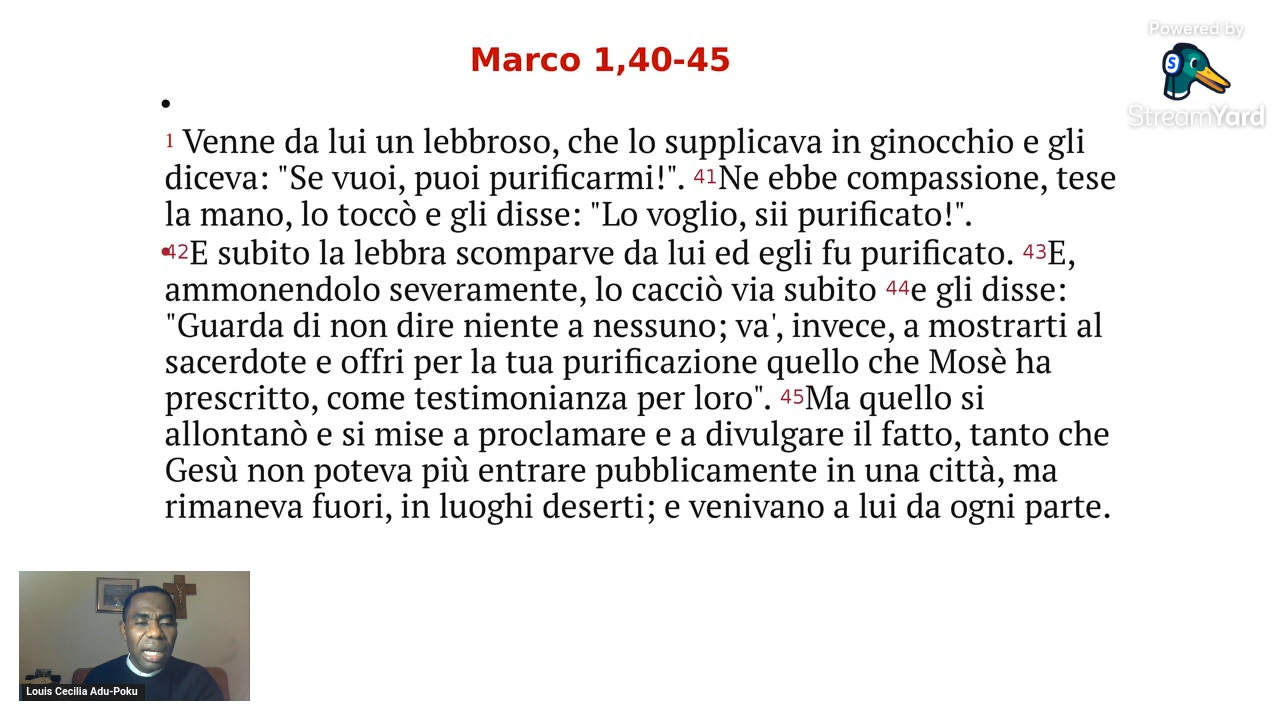 Powered by
StreamYard
Marco 1,40-45
1 Venne da lui un lebbroso, che lo supplicava in ginocchio e gli
diceva: "Se vuoi, puoi purificarmi!". 41Ne ebbe compassione, tese
la mano, lo toccò e gli disse: "Lo voglio, sii purificato!".
42E subito la lebbra scomparve da lui ed egli fu purificato. 43E,
ammonendolo severamente, lo cacciò via subito 44e gli disse:
"Guarda di non dire niente a nessuno; va', invece, a mostrarti al
sacerdote e offri per la tua purificazione quello che Mosè ha
prescritto, come testimonianza per loro". 45Ma quello si
allontanò e si mise a proclamare e a divulgare il fatto, tanto che
Gesù non poteva più entrare pubblicamente in una città, ma
rimaneva fuori, in luoghi deserti; e venivano a lui da ogni parte.
Louis Cecilia Adu-Poku